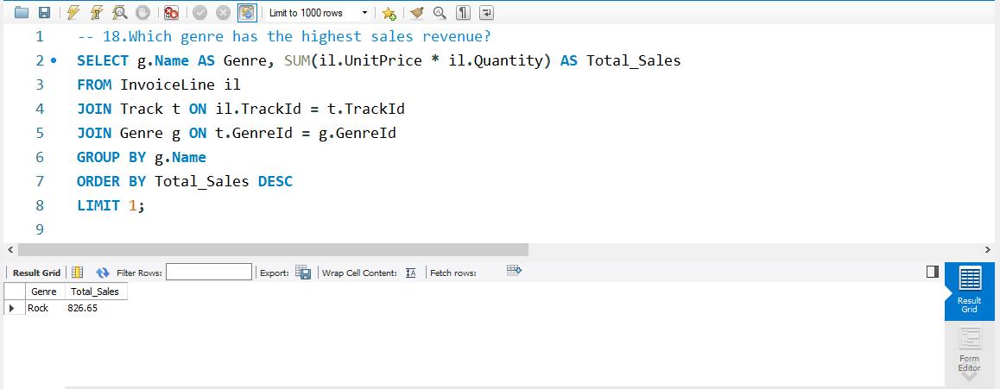 Limit to 1000 rows
1 -- 18.Which genre has the highest sales revenue?
2 SELECT g.Name AS Genre, SUM(il.UnitPrice * il.Quantity) AS Total_Sales
3 FROM InvoiceLine il
4 JOIN Track t ON il.TrackId = t.TrackId
5 JOIN Genre g ON t.GenreId = g.GenreId
6 GROUP BY g.Name
7 ORDER BY Total_Sales DESC
8 LIMIT 1;
9
Result Grid Filter Rows: Export: Wrap Cell Content: Fetch rows:
Genre Total_Sales
Rock 826.65
Result
Grid
Form
Editor